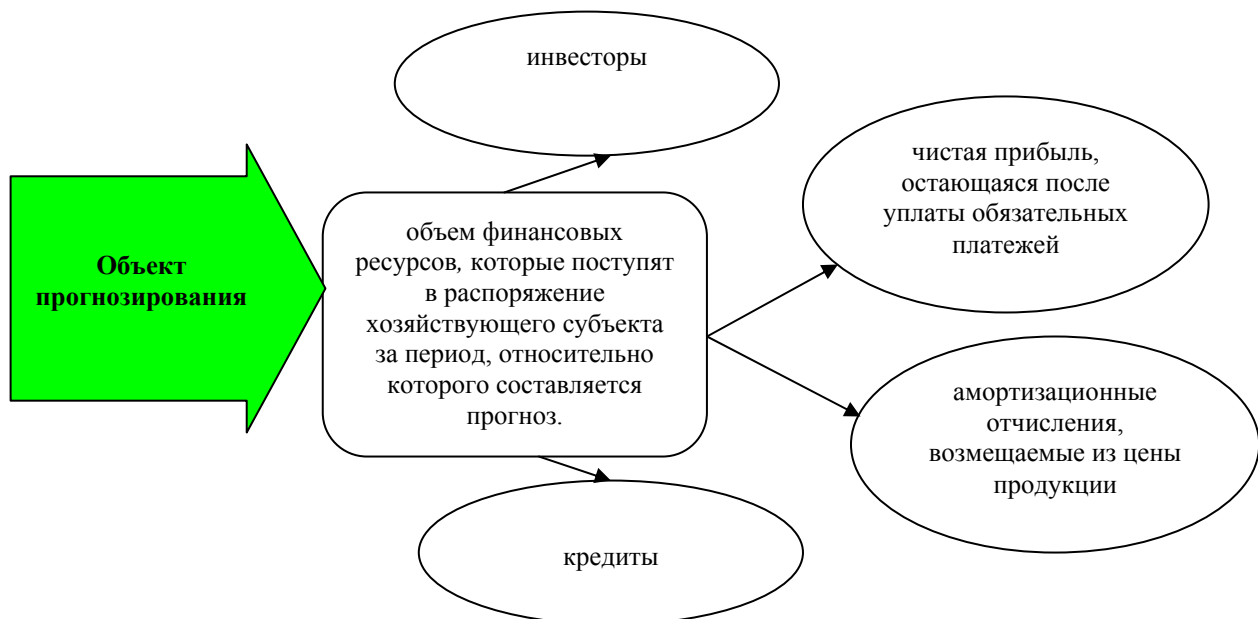 инвесторы
Объект
прогнозирования
объем финансовых
ресурсов, которые поступят
в распоряжение
хозяйствующего субъекта
за период, относительно
которого составляется
прогноз.
чистая прибыль,
остающаяся после
уплаты обязательных
платежей
амортизационные
отчисления,
возмещаемые из цены
продукции
кредиты